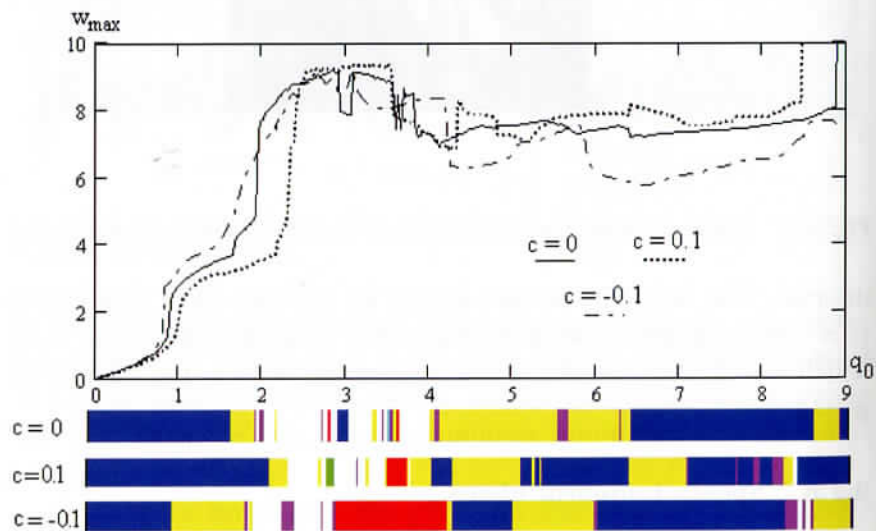 w_max
10
8
6
4
2
0
c = 0 c = 0.1
c = -0.1
0 1 2 3 4 5 6 7 8 9
q_0
c = 0
c = 0.1
c = -0.1